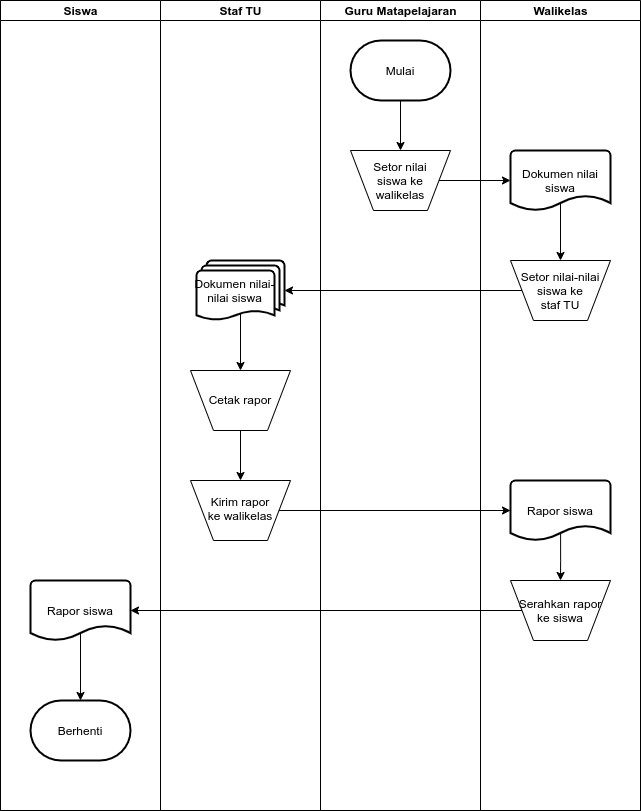 Siswa
Staf TU
Guru Matapelajaran
Walikelas
Mulai
Setor nilai
siswa ke
walikelas
Dokumen nilai
siswa
Setor nilai-nilai
siswa ke
staf TU
Dokumen nilai-
nilai siswa
Cetak rapor
Kirim rapor
ke walikelas
Rapor siswa
Serahkan rapor
ke siswa
Rapor siswa
Berhenti